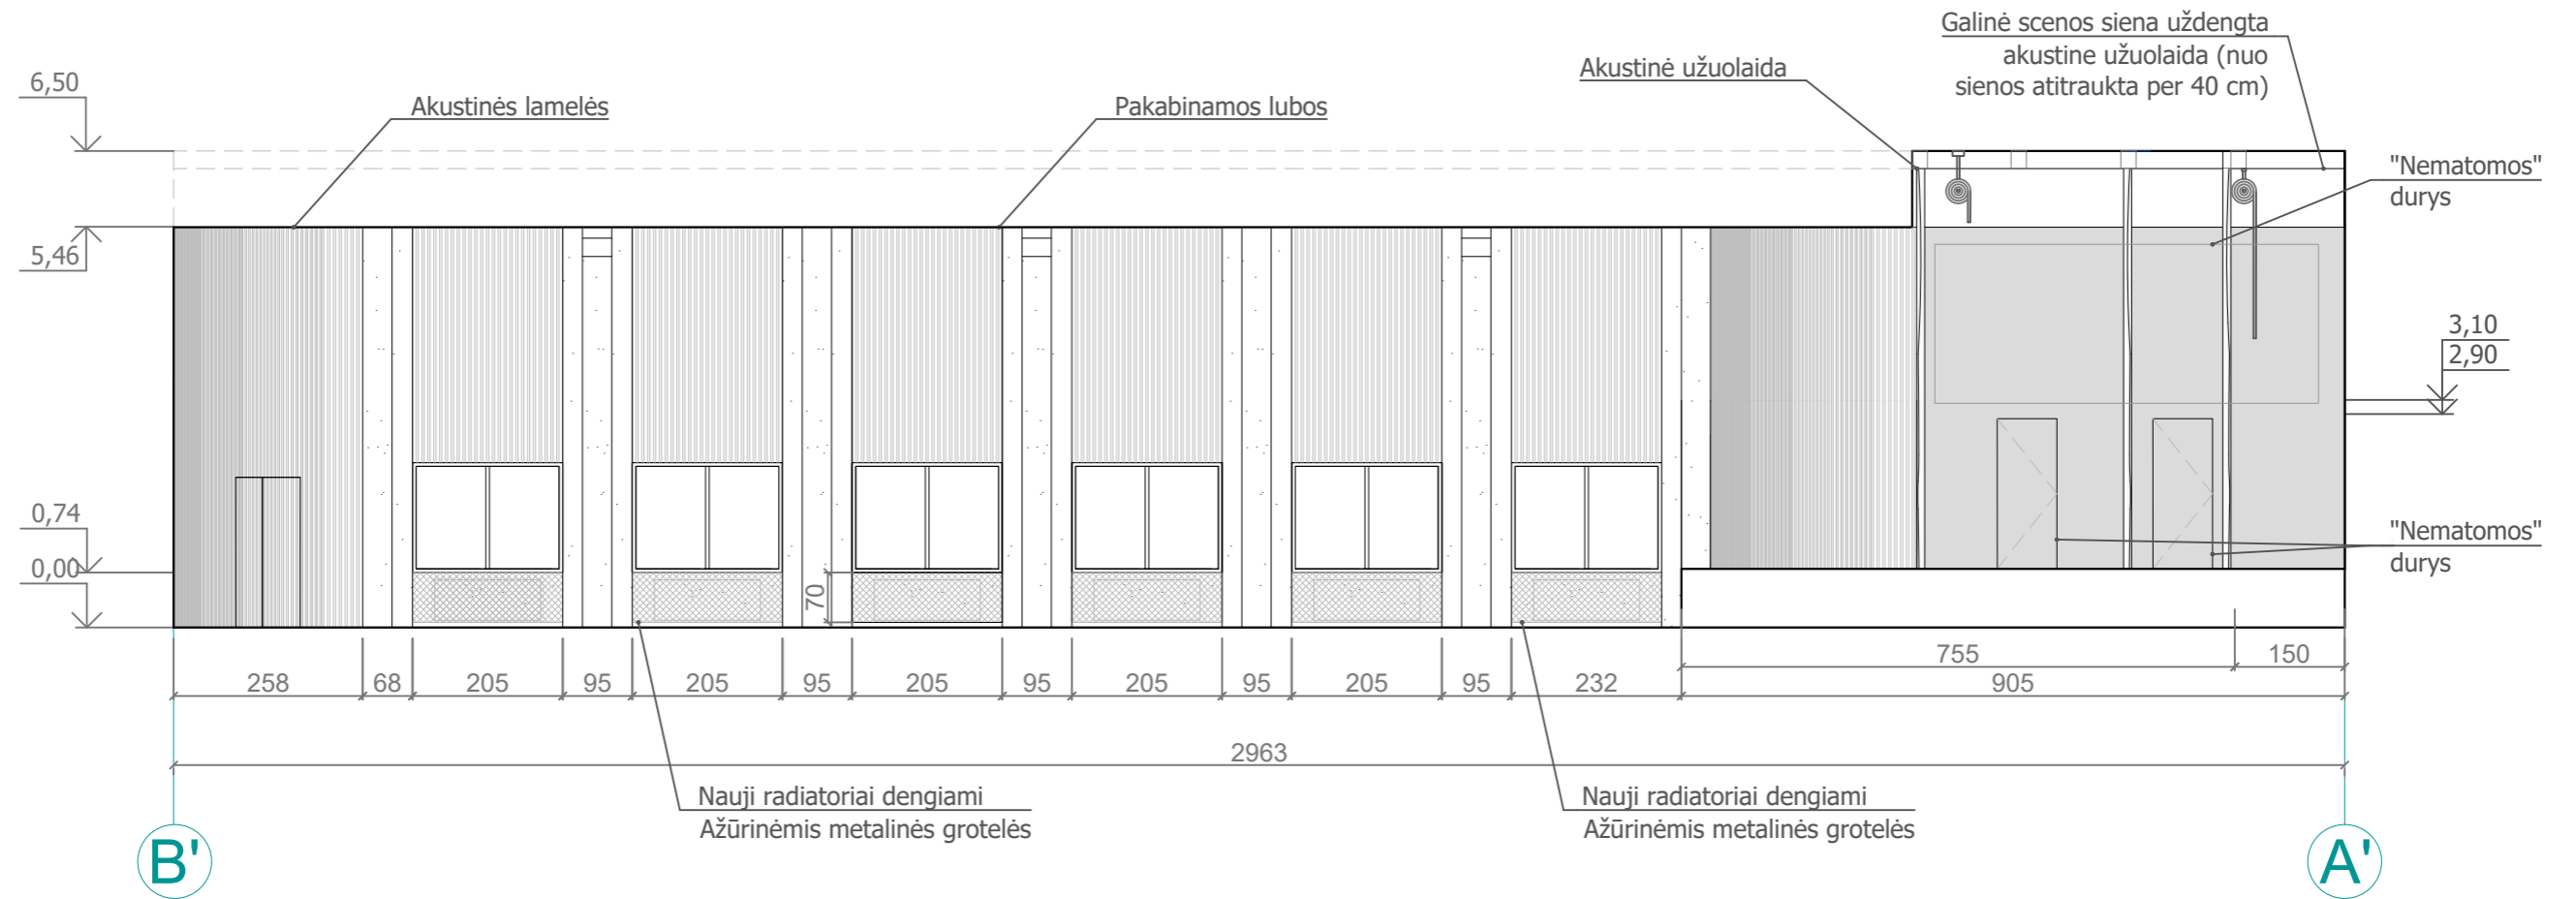 Galinė scenos siena uždengta
akustine užuolaida (nuo
sienos atitraukta per 40 cm)
Akustinė užuolaida
6,50
Akustinės lamelės
Pakabinamos lubos
"Nematomos"
durys
5,46
3,10
2,90
0,74
0,00
"Nematomos"
durys
70
755
150
258
68
205
95
205
95
205
95
205
95
205
95
232
905
2963
Nauji radiatoriai dengiami
Ažūrinėmis metalinės grotelės
Nauji radiatoriai dengiami
Ažūrinėmis metalinės grotelės
B'
A'